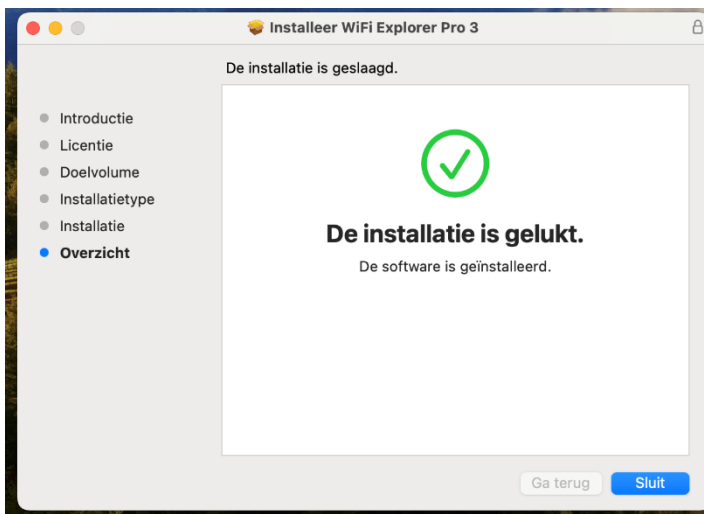 Installeer WiFi Explorer Pro 3
De installatie is geslaagd.
Introductie
Licentie
Doelvolume
Installatietype
Installatie
Overzicht
De installatie is gelukt.
De software is geïnstalleerd.
Ga terug
Sluit